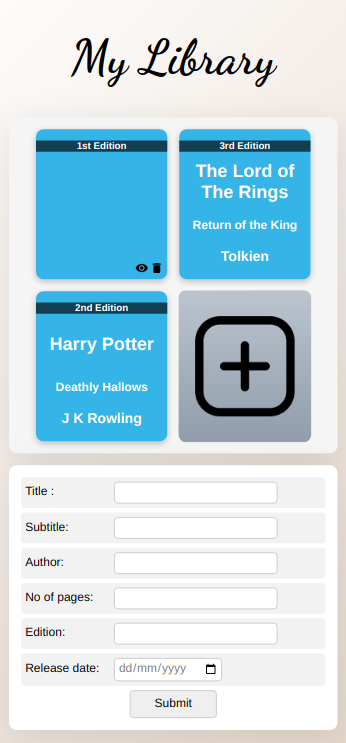 My Library
1st Edition
3rd Edition
The Lord of
The Rings
Return of the King
Tolkien
2nd Edition
Harry Potter
Deathly Hallows
J K Rowling
Title :
Subtitle:
Author:
No of pages:
Edition:
Release date: dd/mm/yyyy
Submit